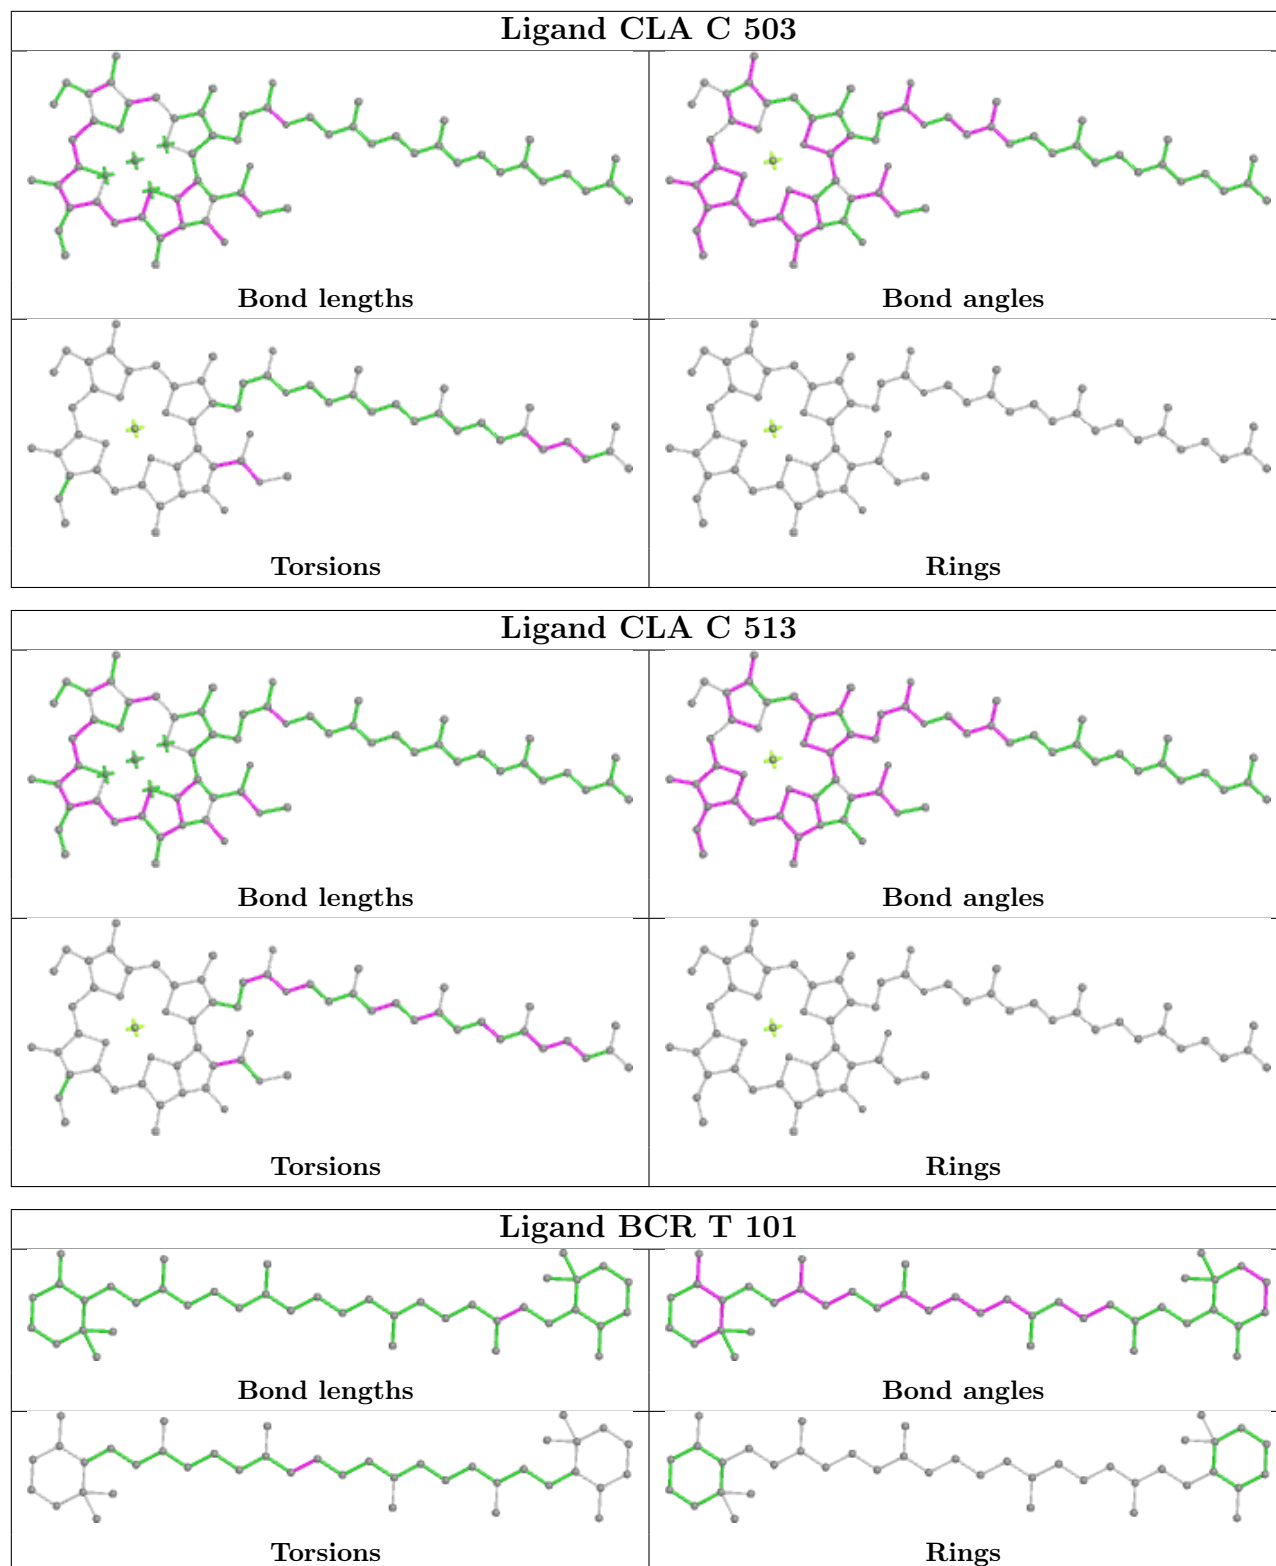 Ligand CLA C 503
Bond lengths
Bond angles
Torsions
Rings
Ligand CLA C 513
Bond lengths
Bond angles
Torsions
Rings
Ligand BCR T 101
Bond lengths
Bond angles
Torsions
Rings